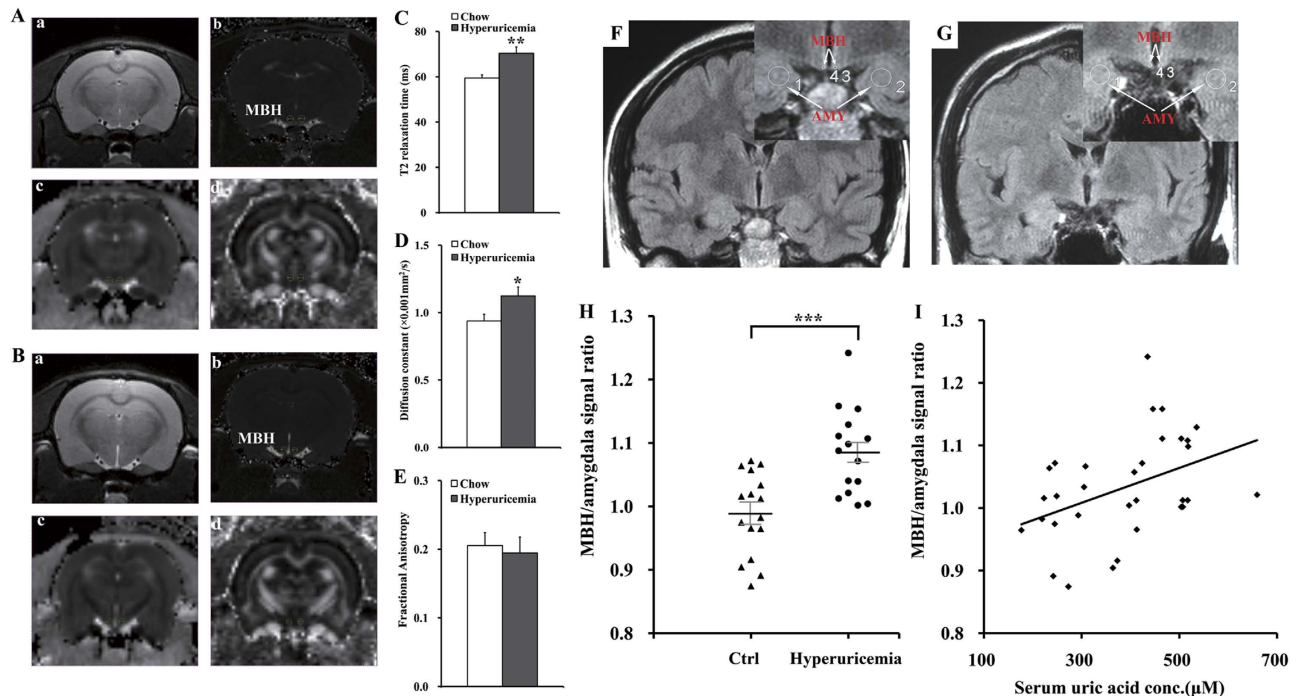 A
a
b
MBH
c
d
B
a
b
MBH
c
d
C
Chow
Hyperuricemia
**
T2 relaxation time (ms)
80
60
40
20
0
D
Chow
Hyperuricemia
*
Diffusion constant (×0.001mm²/s)
1.5
1.0
0.5
0.0
E
Chow
Hyperuricemia
Fractional Anisotropy
0.3
0.2
0.1
0.0
F
MBH
1
4 3
2
AMY
G
MBH
1
4 3
2
AMY
H
***
MBH/amygdala signal ratio
1.3
1.2
1.1
1.0
0.9
0.8
Ctrl Hyperuricemia
I
MBH/amygdala signal ratio
1.3
1.2
1.1
1.0
0.9
0.8
100 300 500 700
Serum uric acid conc.(μM)